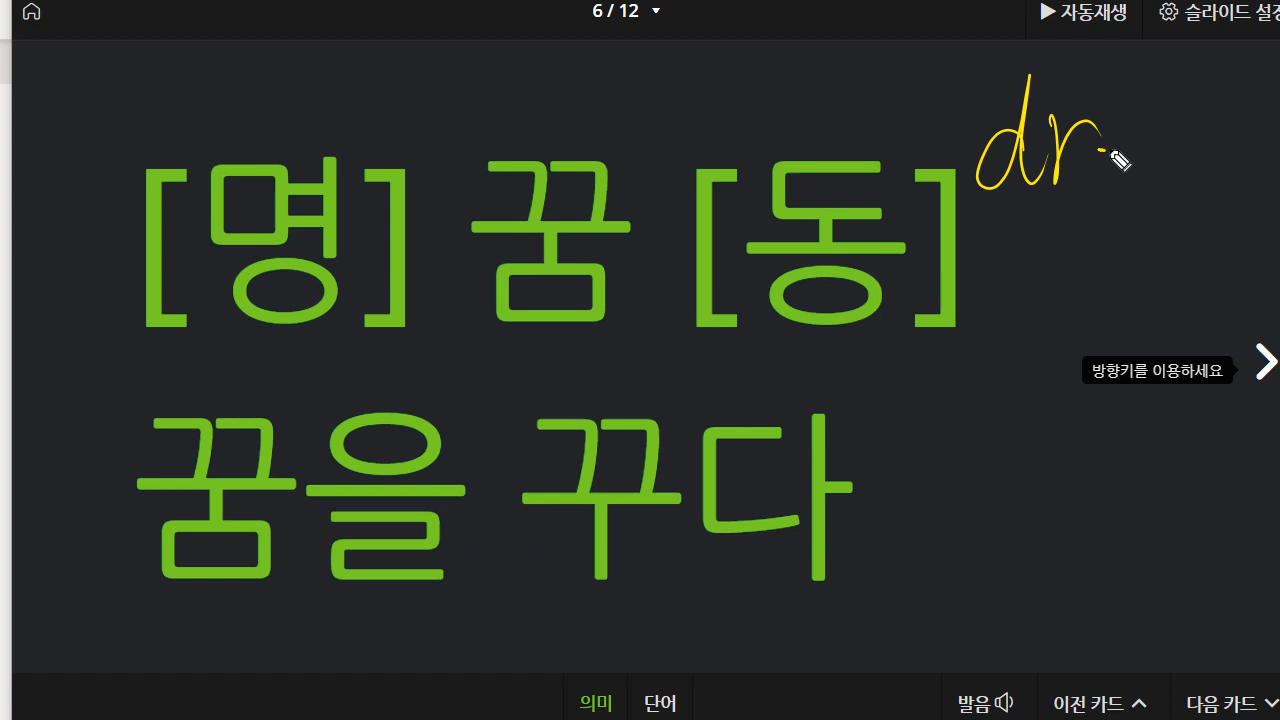 6 / 12
자동재생
슬라이드 설정
dr
[명] 꿈 [동]
꿈을 꾸다
방향키를 이용하세요
의미 단어
발음 이전 카드 다음 카드